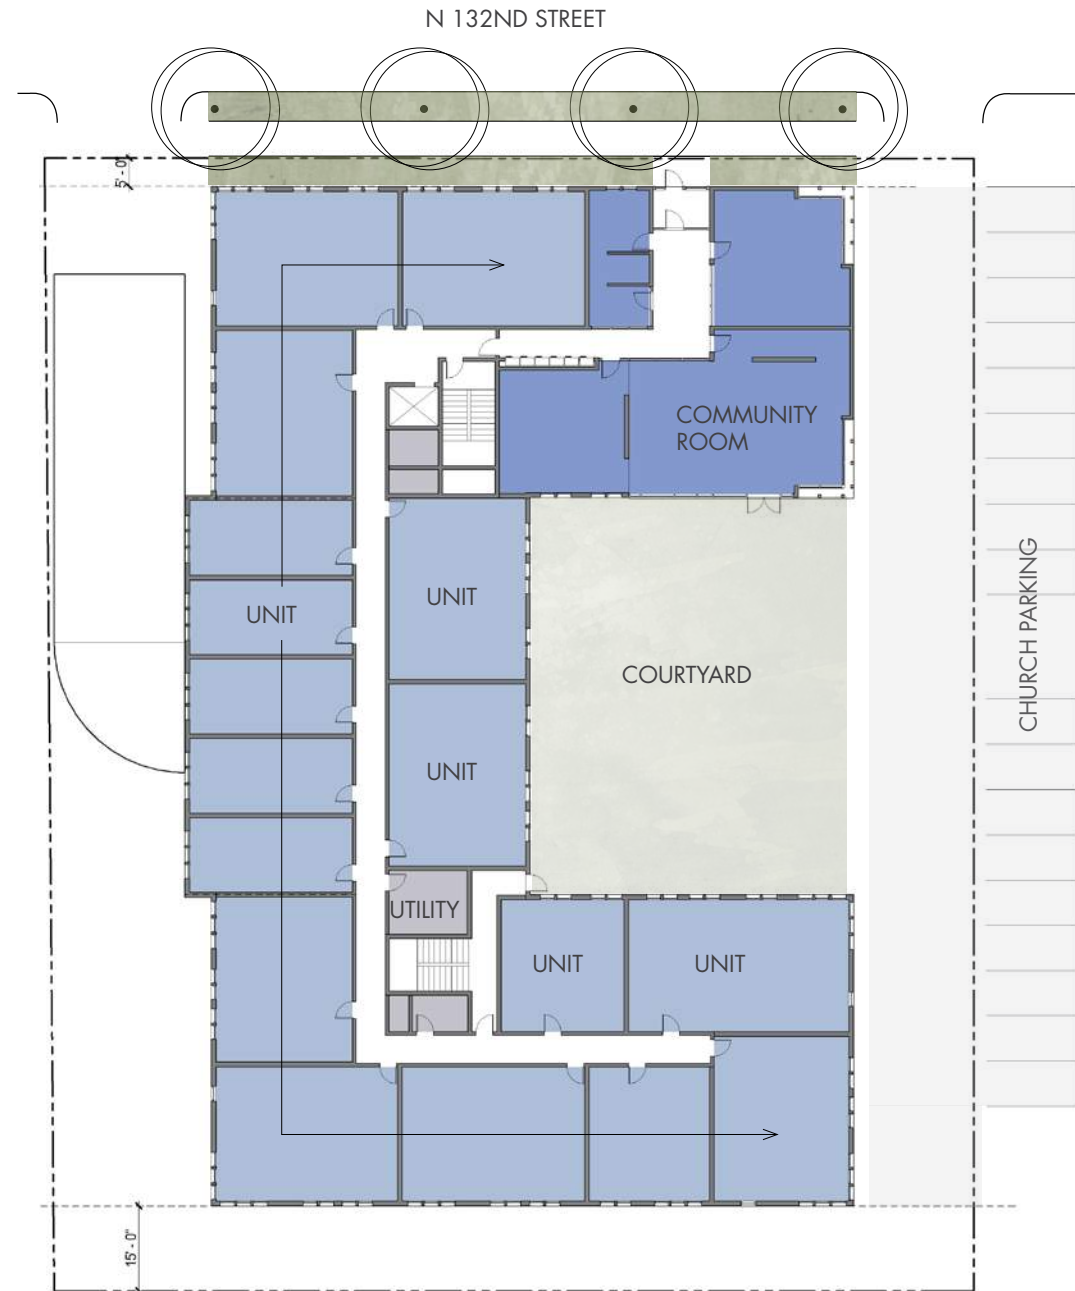 N 132ND STREET
5' - 0"
COMMUNITY
ROOM
UNIT
UNIT
COURTYARD
CHURCH PARKING
UNIT
UTILITY
UNIT
UNIT
15' - 0"